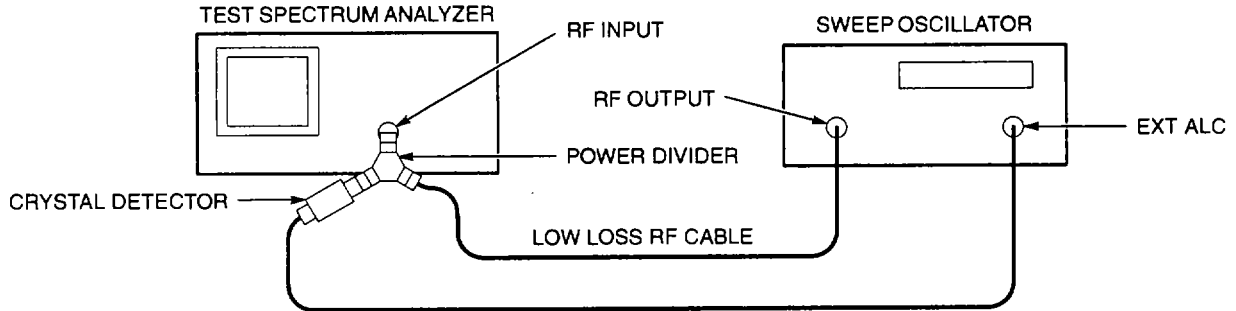 TEST SPECTRUM ANALYZER
RF INPUT
SWEEP OSCILLATOR
RF OUTPUT
EXT ALC
POWER DIVIDER
CRYSTAL DETECTOR
LOW LOSS RF CABLE